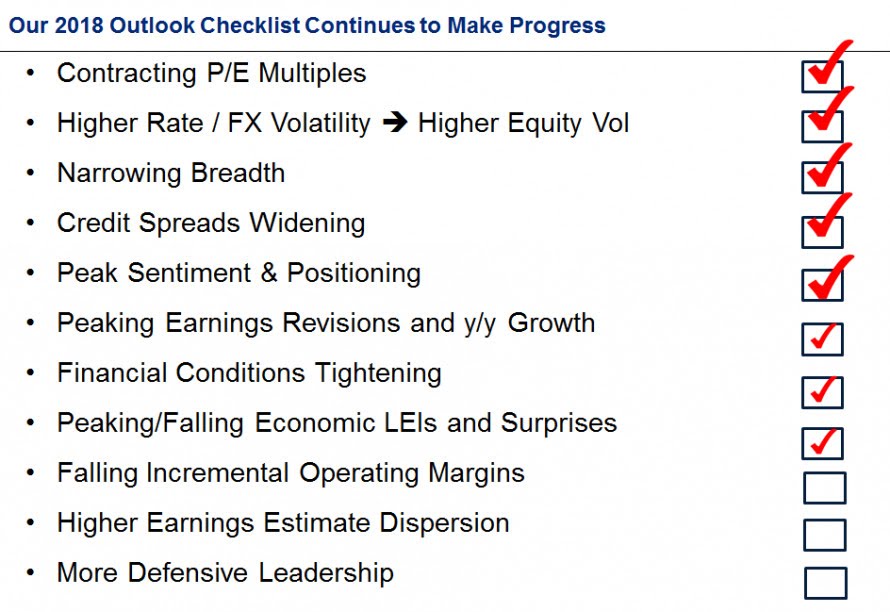 Our 2018 Outlook Checklist Continues to Make Progress
• Contracting P/E Multiples
• Higher Rate / FX Volatility ➔ Higher Equity Vol
• Narrowing Breadth
• Credit Spreads Widening
• Peak Sentiment & Positioning
• Peaking Earnings Revisions and y/y Growth
• Financial Conditions Tightening
• Peaking/Falling Economic LEIs and Surprises
• Falling Incremental Operating Margins
• Higher Earnings Estimate Dispersion
• More Defensive Leadership